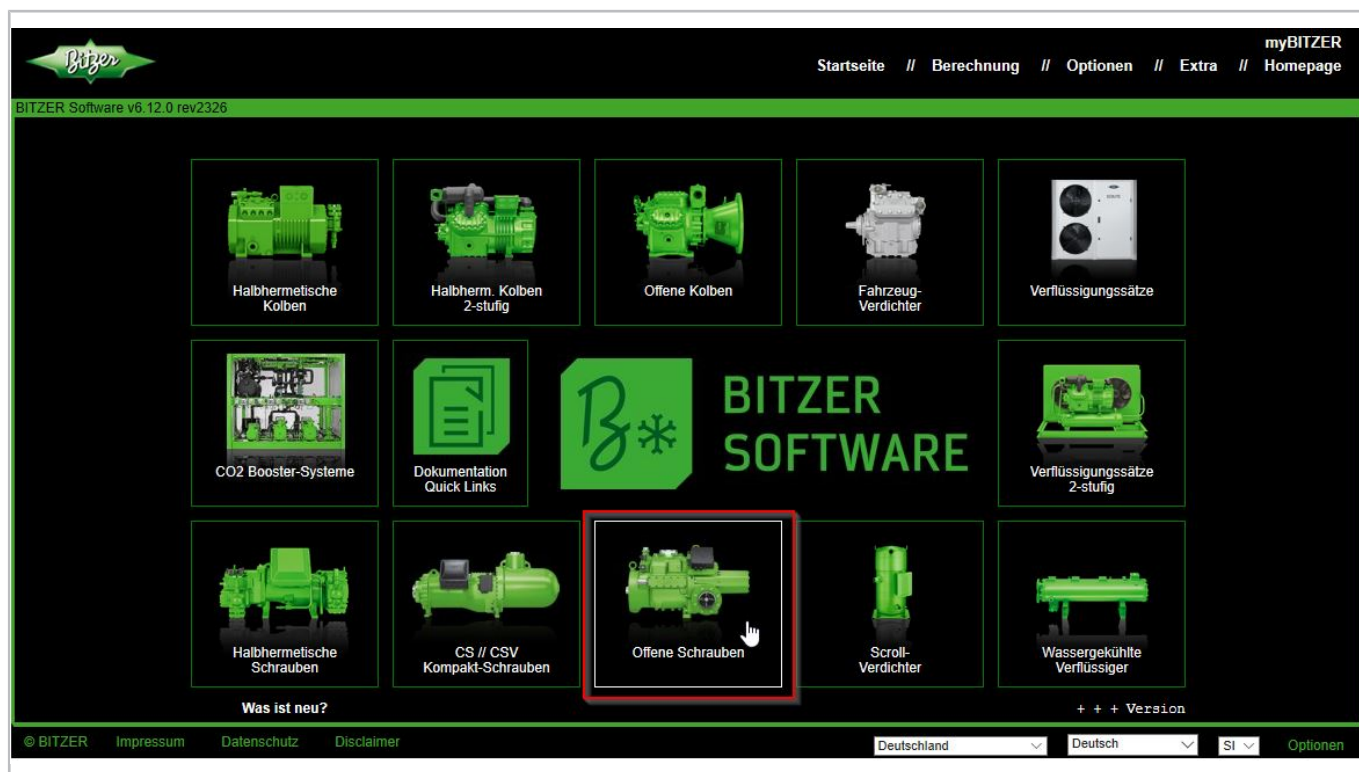 Bitzer
myBITZER
Startseite // Berechnung // Optionen // Extra // Homepage
BITZER Software v6.12.0 rev2326
Halbhermetische
Kolben
Halbherm. Kolben
2-stufig
Offene Kolben
Fahrzeug-
Verdichter
Verflüssigungssätze
CO2 Booster-Systeme
Dokumentation
Quick Links
B
BITZER
SOFTWARE
Verflüssigungssätze
2-stufig
Halbhermetische
Schrauben
CS // CSV
Kompakt-Schrauben
Offene Schrauben
Scroll-
Verdichter
Wassergekühlte
Verflüssiger
Was ist neu?
+ + + Version
© BITZER Impressum Datenschutz Disclaimer
Deutschland Deutsch SI Optionen